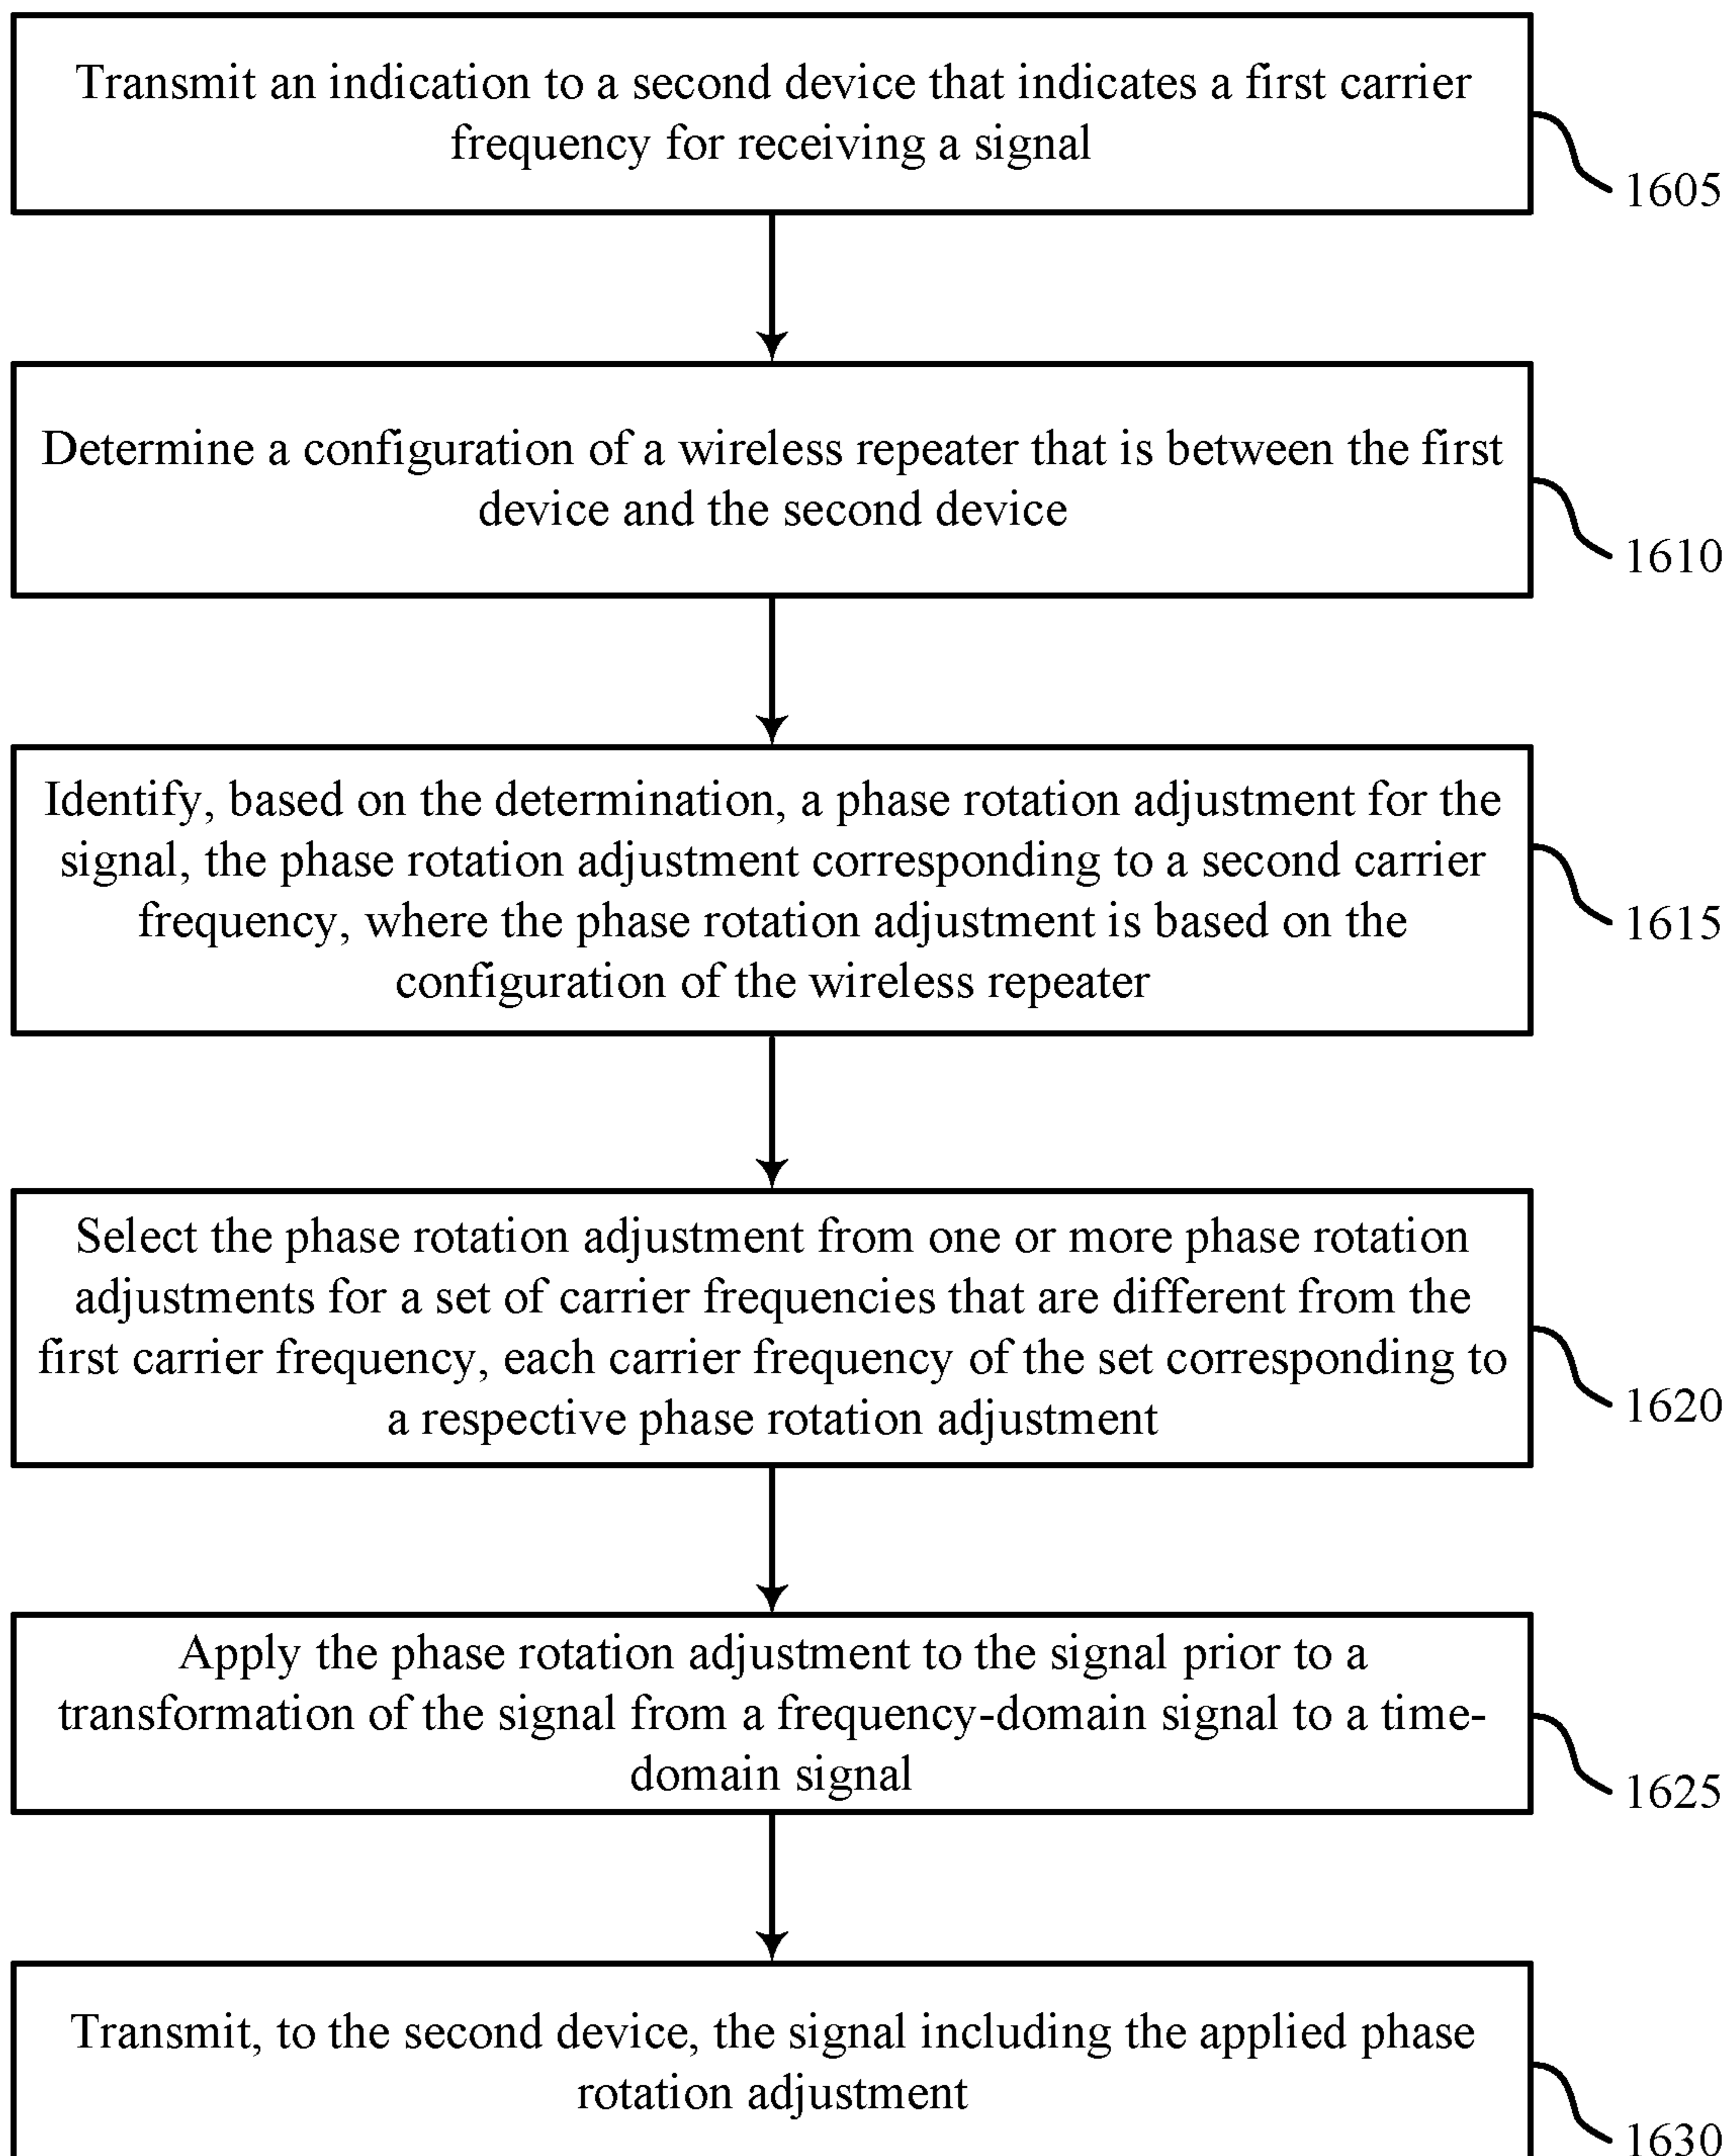 Transmit an indication to a second device that indicates a first carrier
frequency for receiving a signal
1605
Determine a configuration of a wireless repeater that is between the first
device and the second device
1610
Identify, based on the determination, a phase rotation adjustment for the
signal, the phase rotation adjustment corresponding to a second carrier
frequency, where the phase rotation adjustment is based on the
configuration of the wireless repeater
1615
Select the phase rotation adjustment from one or more phase rotation
adjustments for a set of carrier frequencies that are different from the
first carrier frequency, each carrier frequency of the set corresponding to
a respective phase rotation adjustment
1620
Apply the phase rotation adjustment to the signal prior to a
transformation of the signal from a frequency-domain signal to a time-
domain signal
1625
Transmit, to the second device, the signal including the applied phase
rotation adjustment
1630